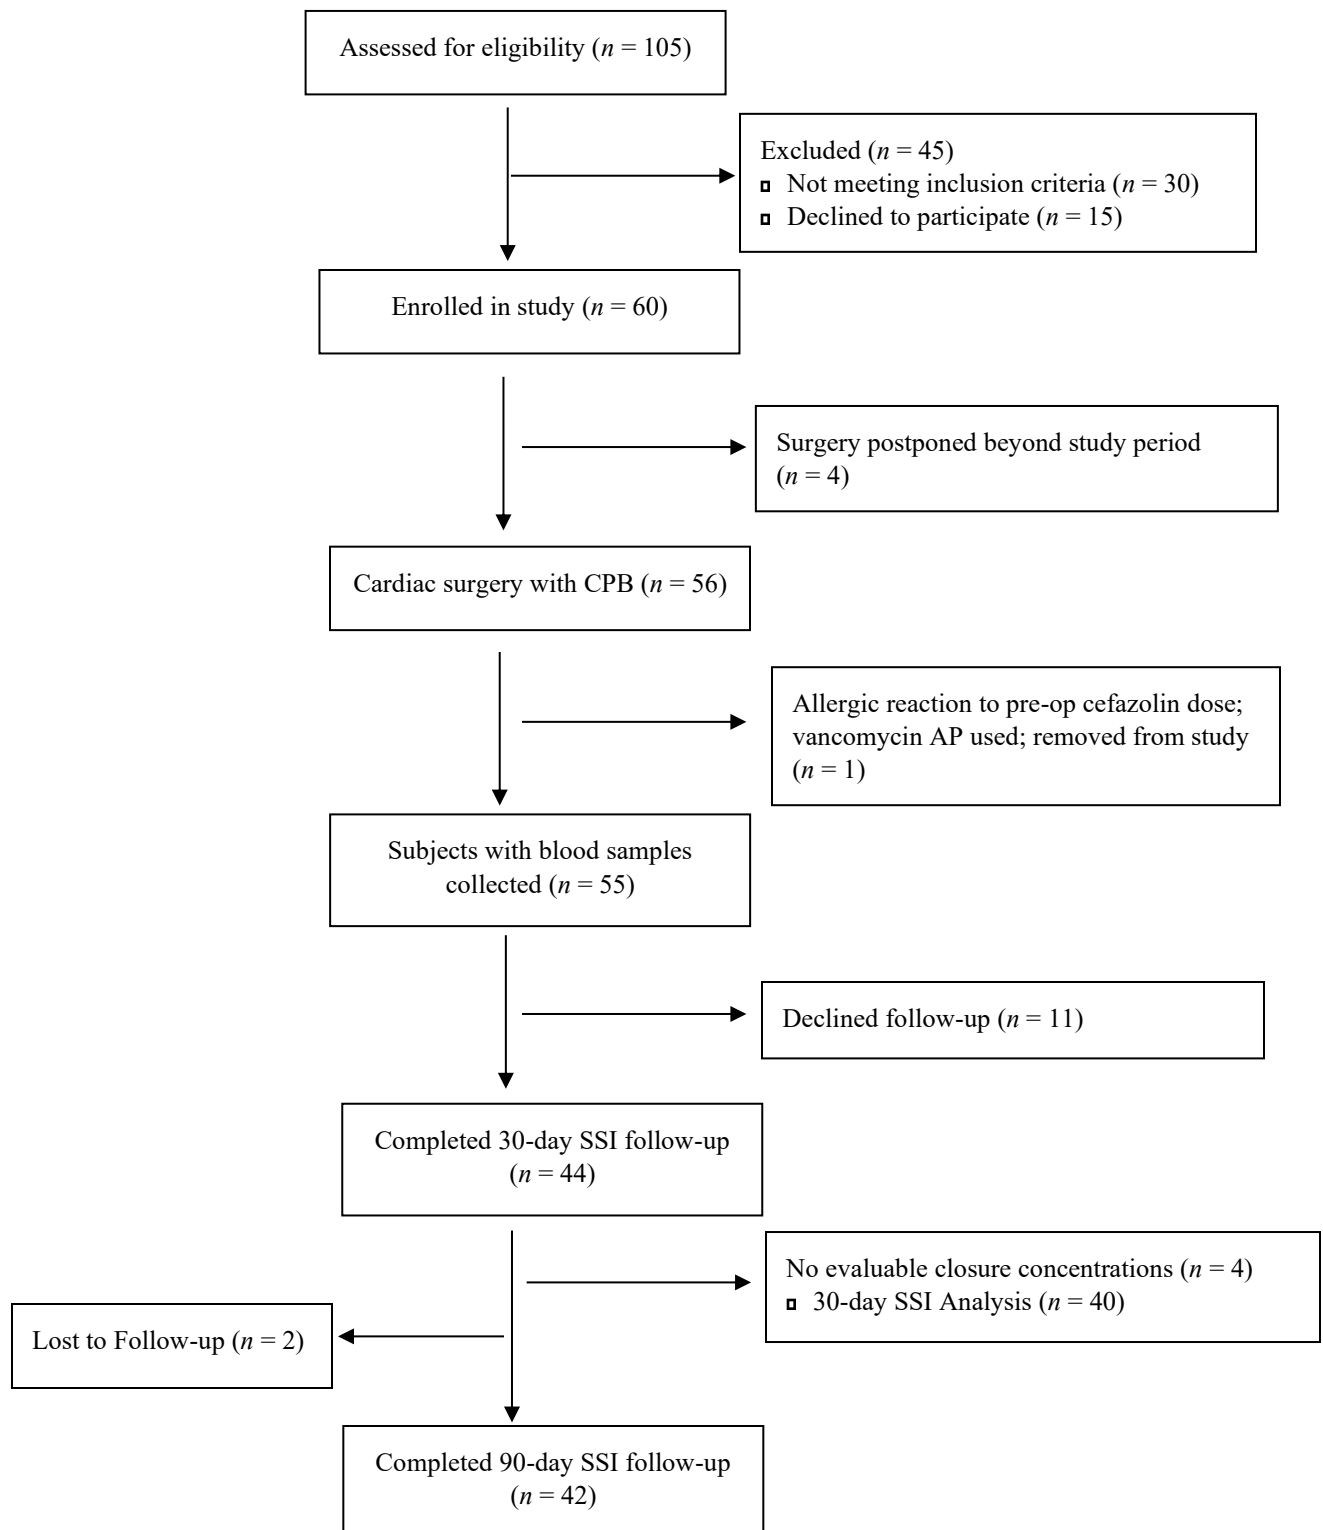 Assessed for eligibility (n = 105)
Excluded (n = 45)
Not meeting inclusion criteria (n = 30)
Declined to participate (n = 15)
Enrolled in study (n = 60)
Surgery postponed beyond study period
(n = 4)
Cardiac surgery with CPB (n = 56)
Allergic reaction to pre-op cefazolin dose;
vancomycin AP used; removed from study
(n = 1)
Subjects with blood samples
collected (n = 55)
Declined follow-up (n = 11)
Completed 30-day SSI follow-up
(n = 44)
No evaluable closure concentrations (n = 4)
30-day SSI Analysis (n = 40)
Lost to Follow-up (n = 2)
Completed 90-day SSI follow-up
(n = 42)